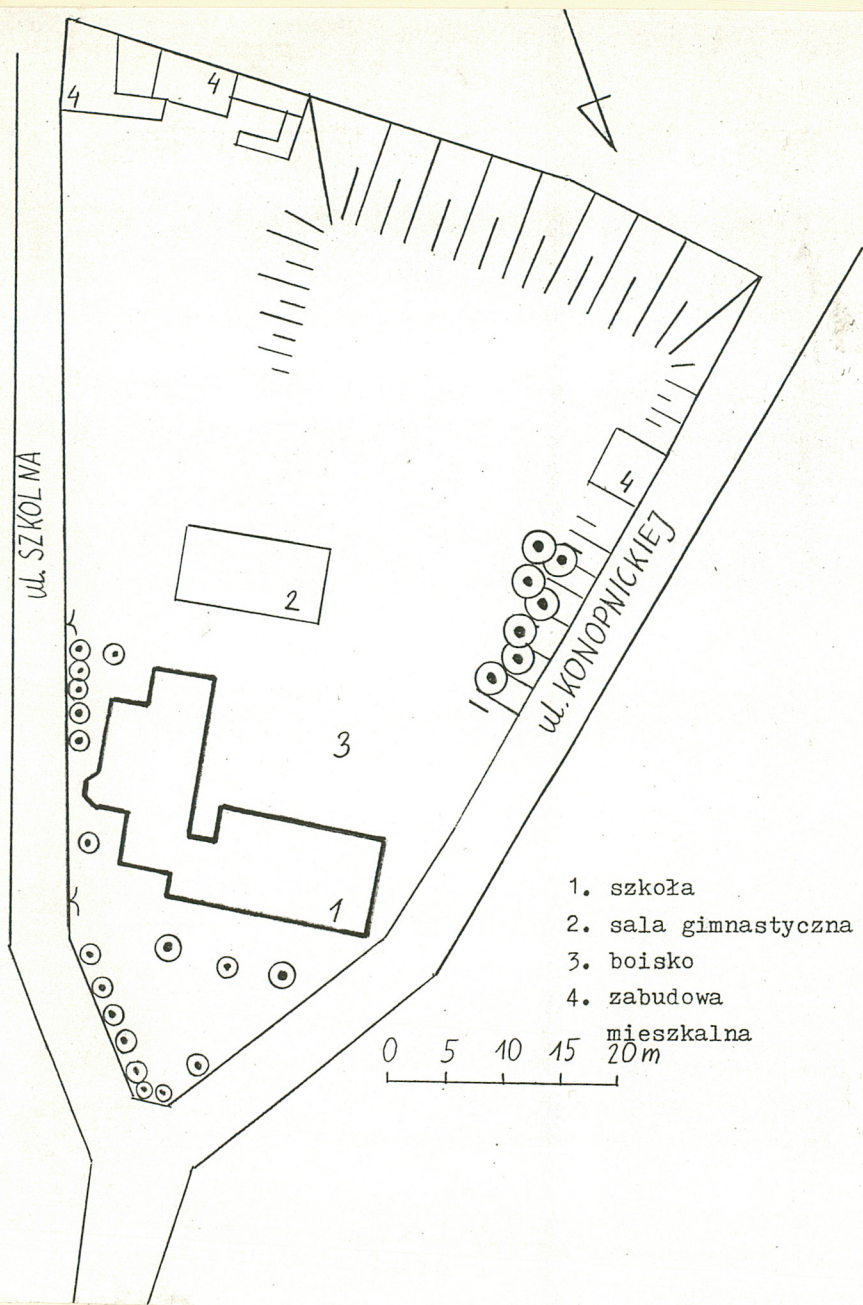 4
4
ul. SZKOLNA
4
2
ul. KONOPNICKIEJ
3
1
1. szkoła
2. sala gimnastyczna
3. boisko
4. zabudowa
mieszkalna
0 5 10 15 20 m